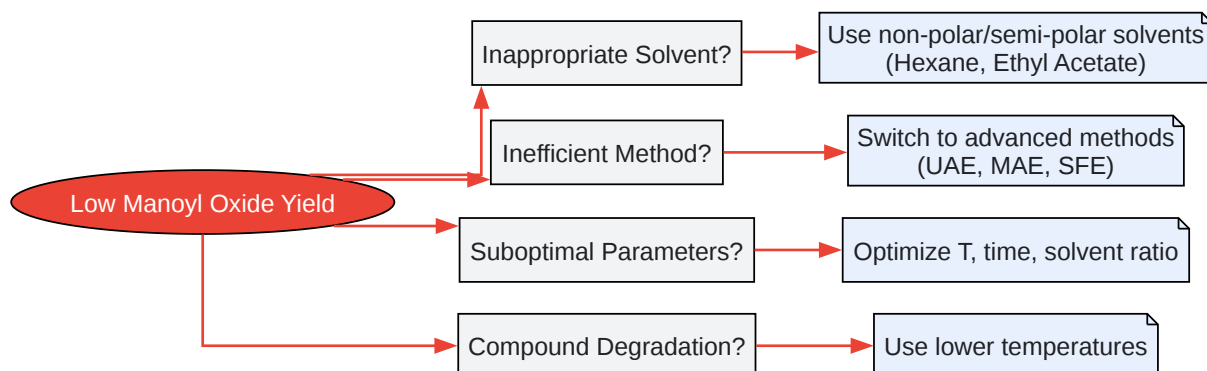 Inappropriate Solvent?
Use non-polar/semi-polar solvents
(Hexane, Ethyl Acetate)
Inefficient Method?
Switch to advanced methods
(UAE, MAE, SFE)
Low Manoyl Oxide Yield
Suboptimal Parameters?
Optimize T, time, solvent ratio
Compound Degradation?
Use lower temperatures